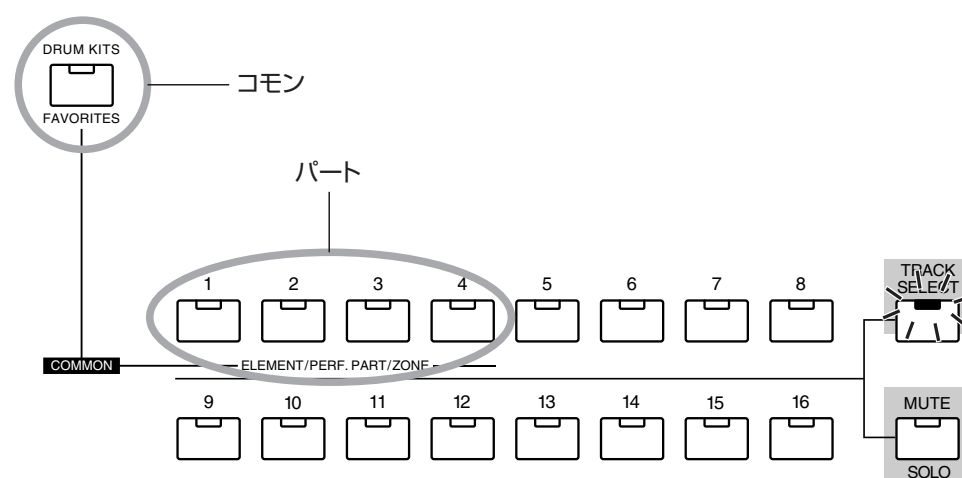 DRUM KITS
FAVORITES
コモン
パート
1 2 3 4 5 6 7 8
TRACK
SELECT
COMMON
ELEMENT/PERF. PART/ZONE
9 10 11 12 13 14 15 16
MUTE
SOLO